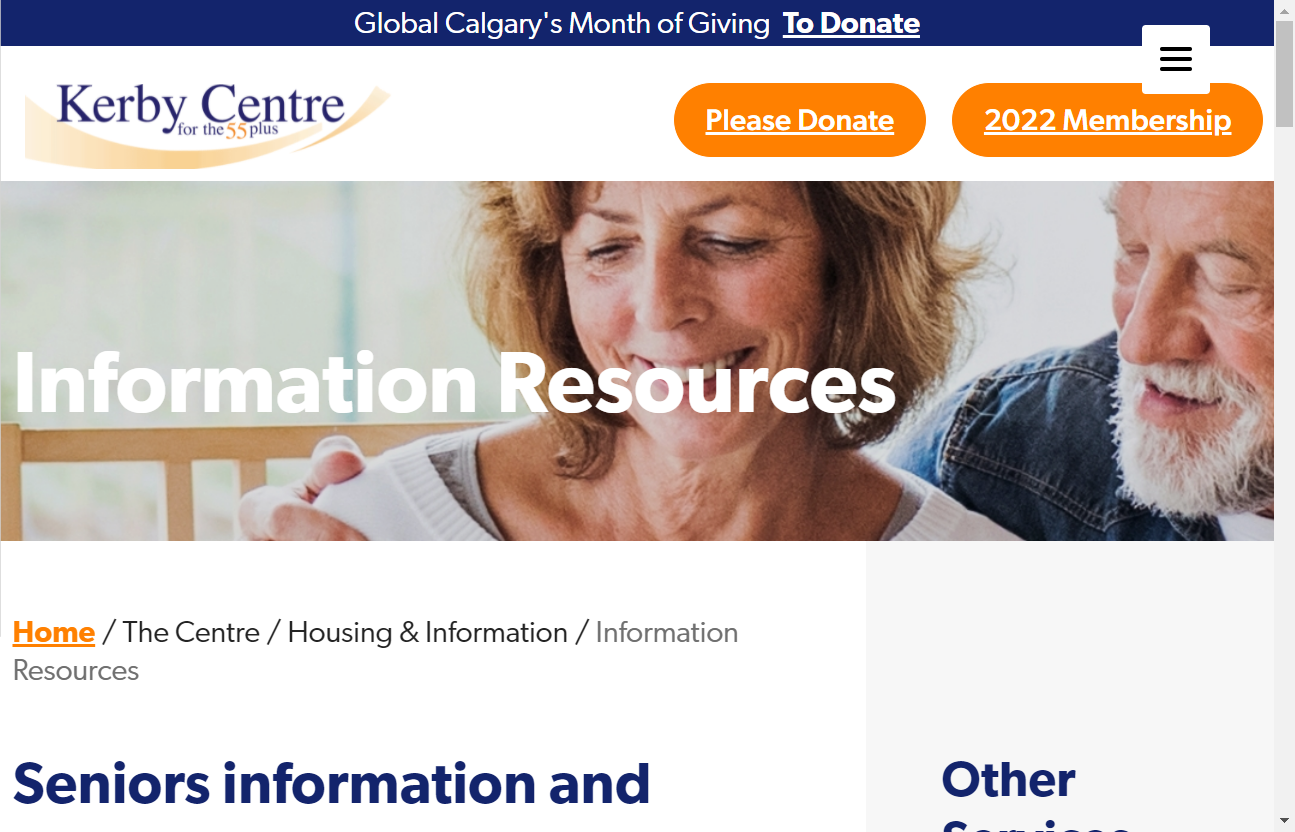 Global Calgary's Month of Giving To Donate
Kerby Centre
for the 55 plus
Please Donate
2022 Membership
Information Resources
Home / The Centre / Housing & Information / Information
Resources
Seniors information and
Other
Services